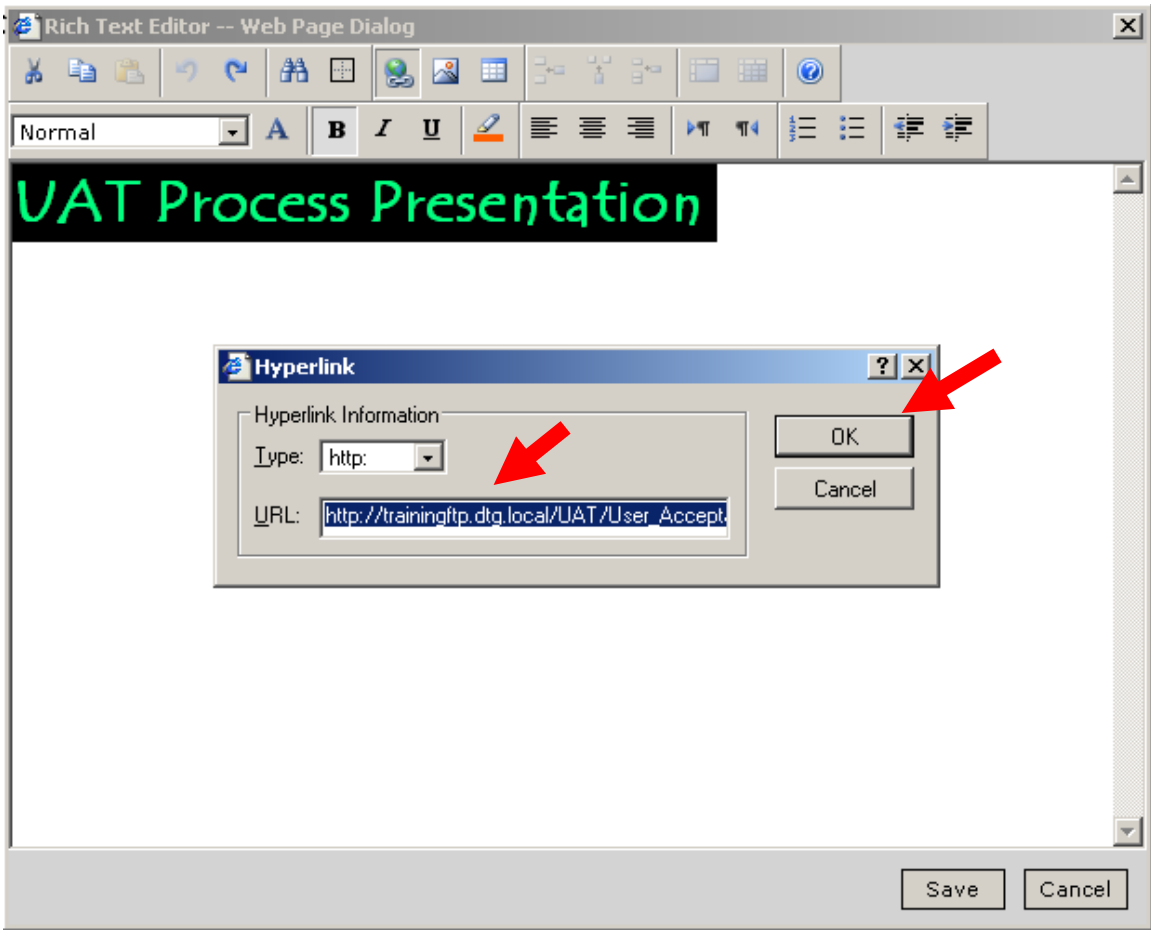 Rich Text Editor -- Web Page Dialog
Normal
A B I U
UAT Process Presentation
Hyperlink
Hyperlink Information
Type: http:
OK
Cancel
URL: http://trainingftp.dtg.local/UAT/User_Accept
Save Cancel